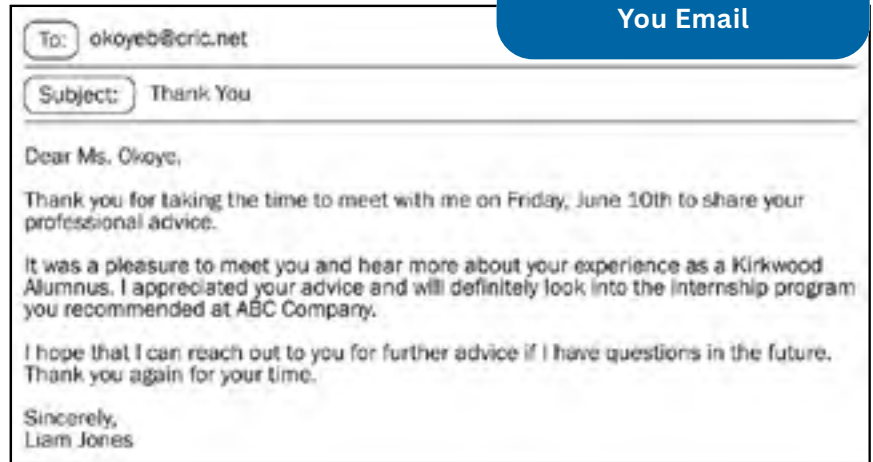 You Email
To: okoyeb@cric.net
Subject: Thank You
Dear Ms. Okoye,
Thank you for taking the time to meet with me on Friday, June 10th to share your
professional advice.
It was a pleasure to meet you and hear more about your experience as a Kirkwood
Alumnus. I appreciated your advice and will definitely look into the internship program
you recommended at ABC Company.
I hope that I can reach out to you for further advice if I have questions in the future.
Thank you again for your time.
Sincerely,
Liam Jones